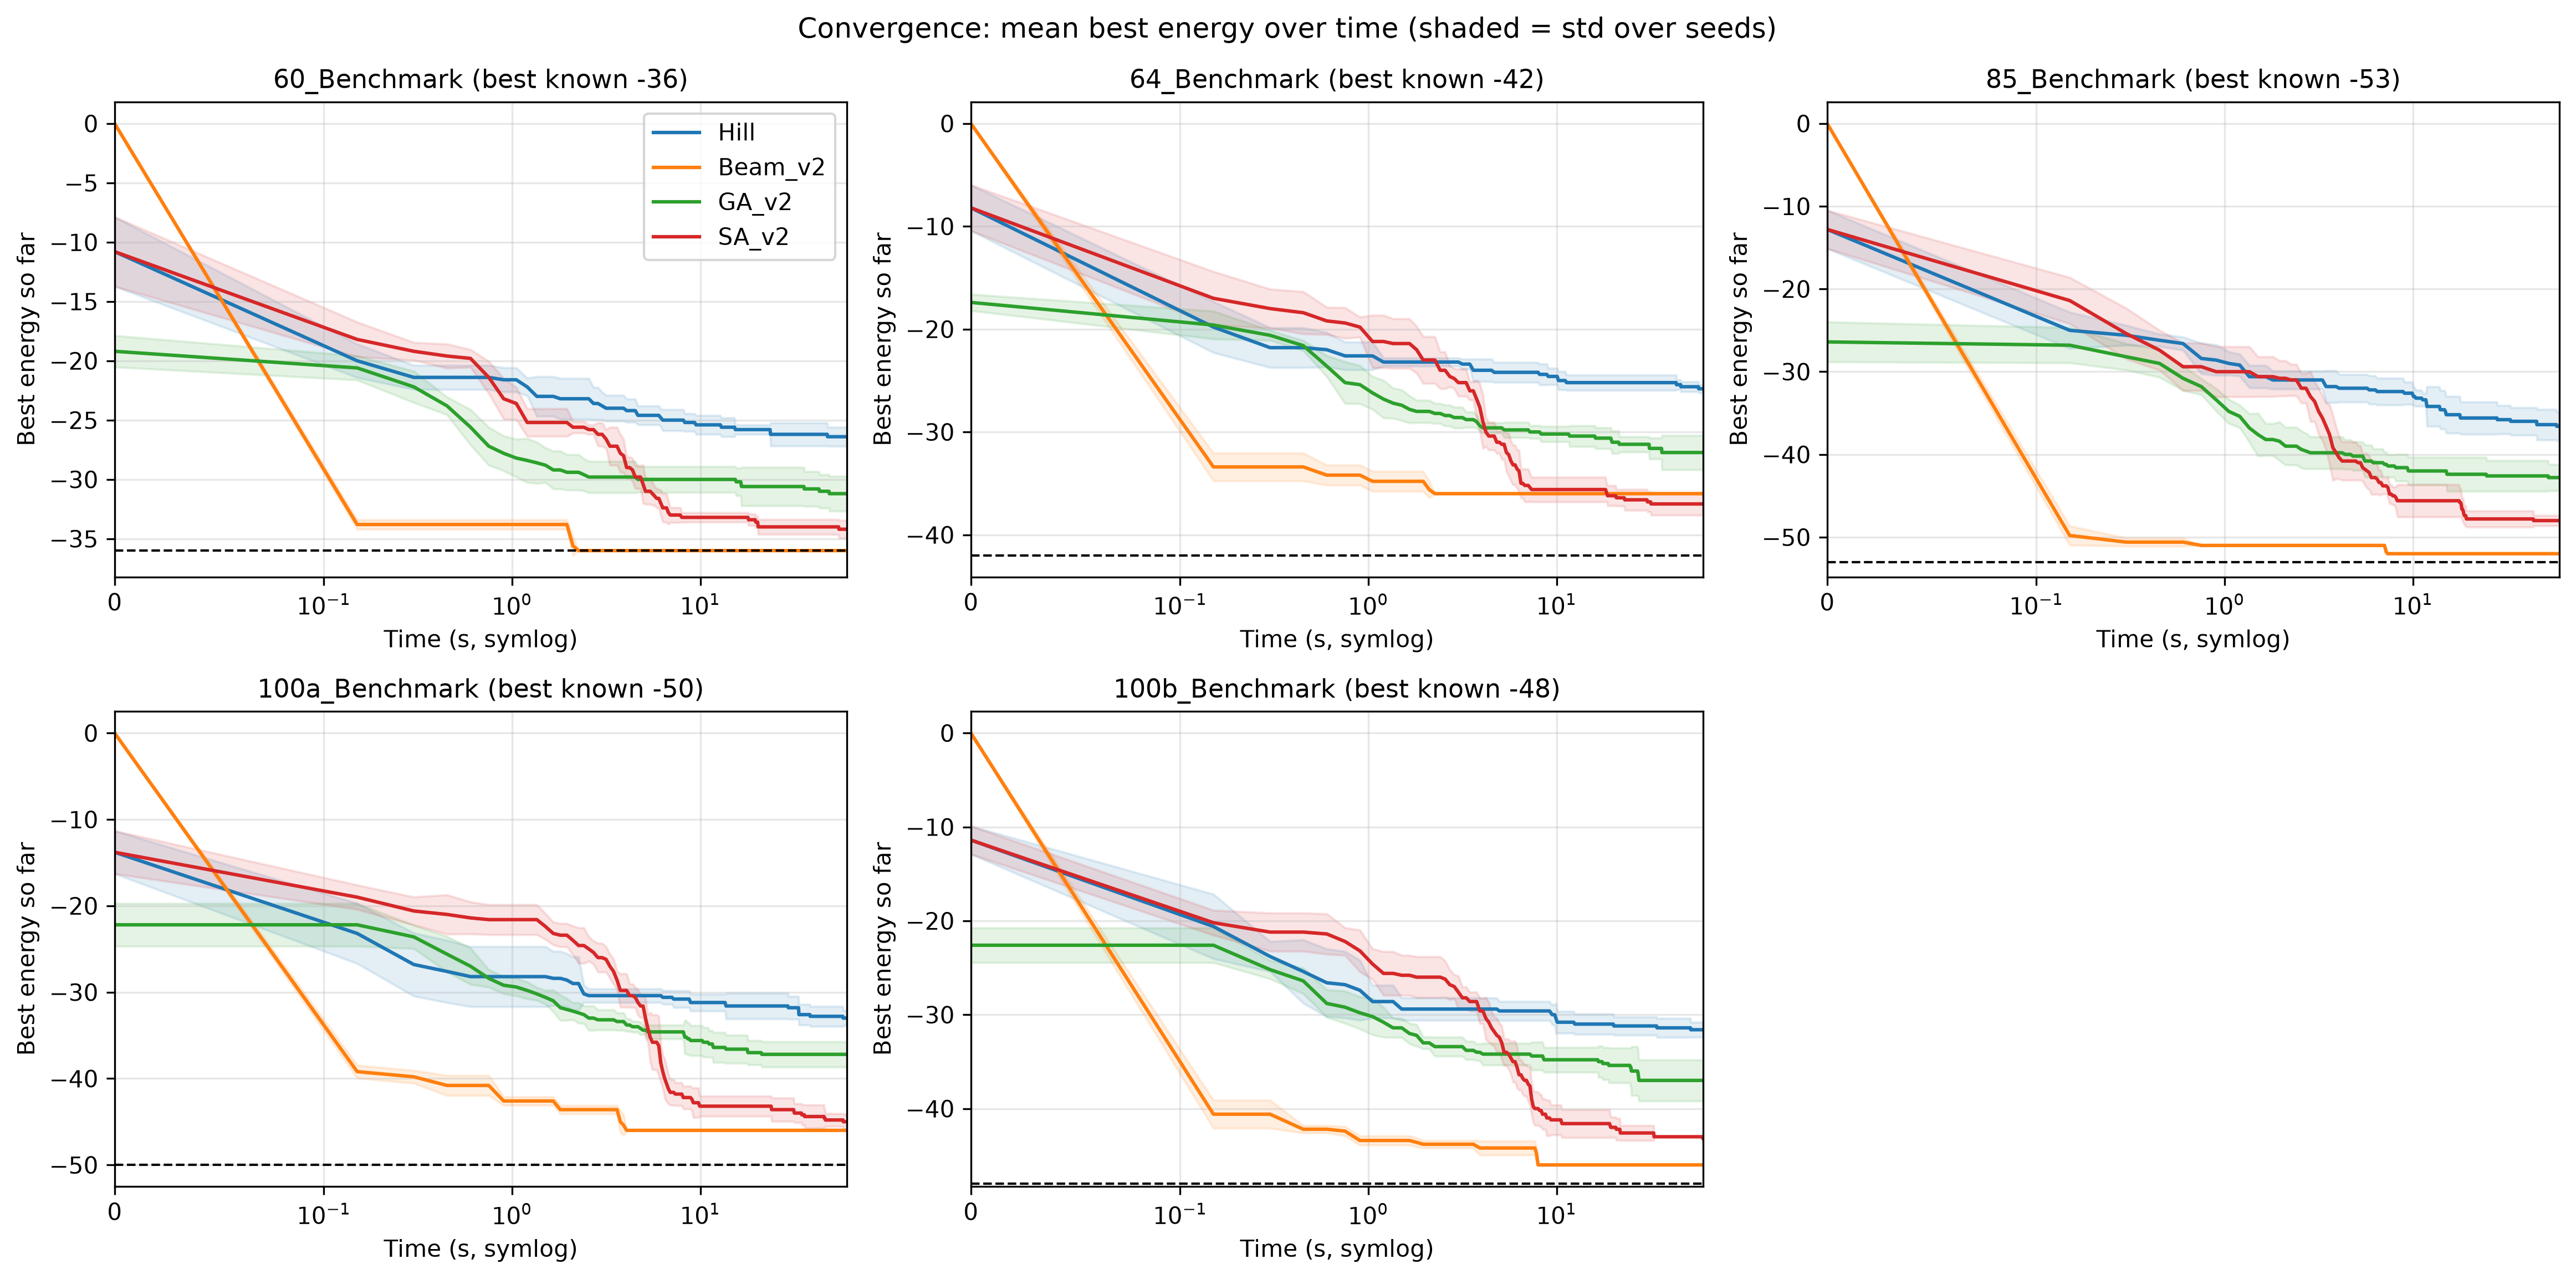 Convergence: mean best energy over time (shaded = std over seeds)
60_Benchmark (best known -36)
0
−5
−10
−15
−20
−25
−30
−35
Best energy so far
Hill
Beam_v2
GA_v2
SA_v2
0
10⁻¹
10⁰
10¹
Time (s, symlog)
64_Benchmark (best known -42)
0
−10
−20
−30
−40
Best energy so far
0
10⁻¹
10⁰
10¹
Time (s, symlog)
85_Benchmark (best known -53)
0
−10
−20
−30
−40
−50
Best energy so far
0
10⁻¹
10⁰
10¹
Time (s, symlog)
100a_Benchmark (best known -50)
0
−10
−20
−30
−40
−50
Best energy so far
0
10⁻¹
10⁰
10¹
Time (s, symlog)
100b_Benchmark (best known -48)
0
−10
−20
−30
−40
Best energy so far
0
10⁻¹
10⁰
10¹
Time (s, symlog)